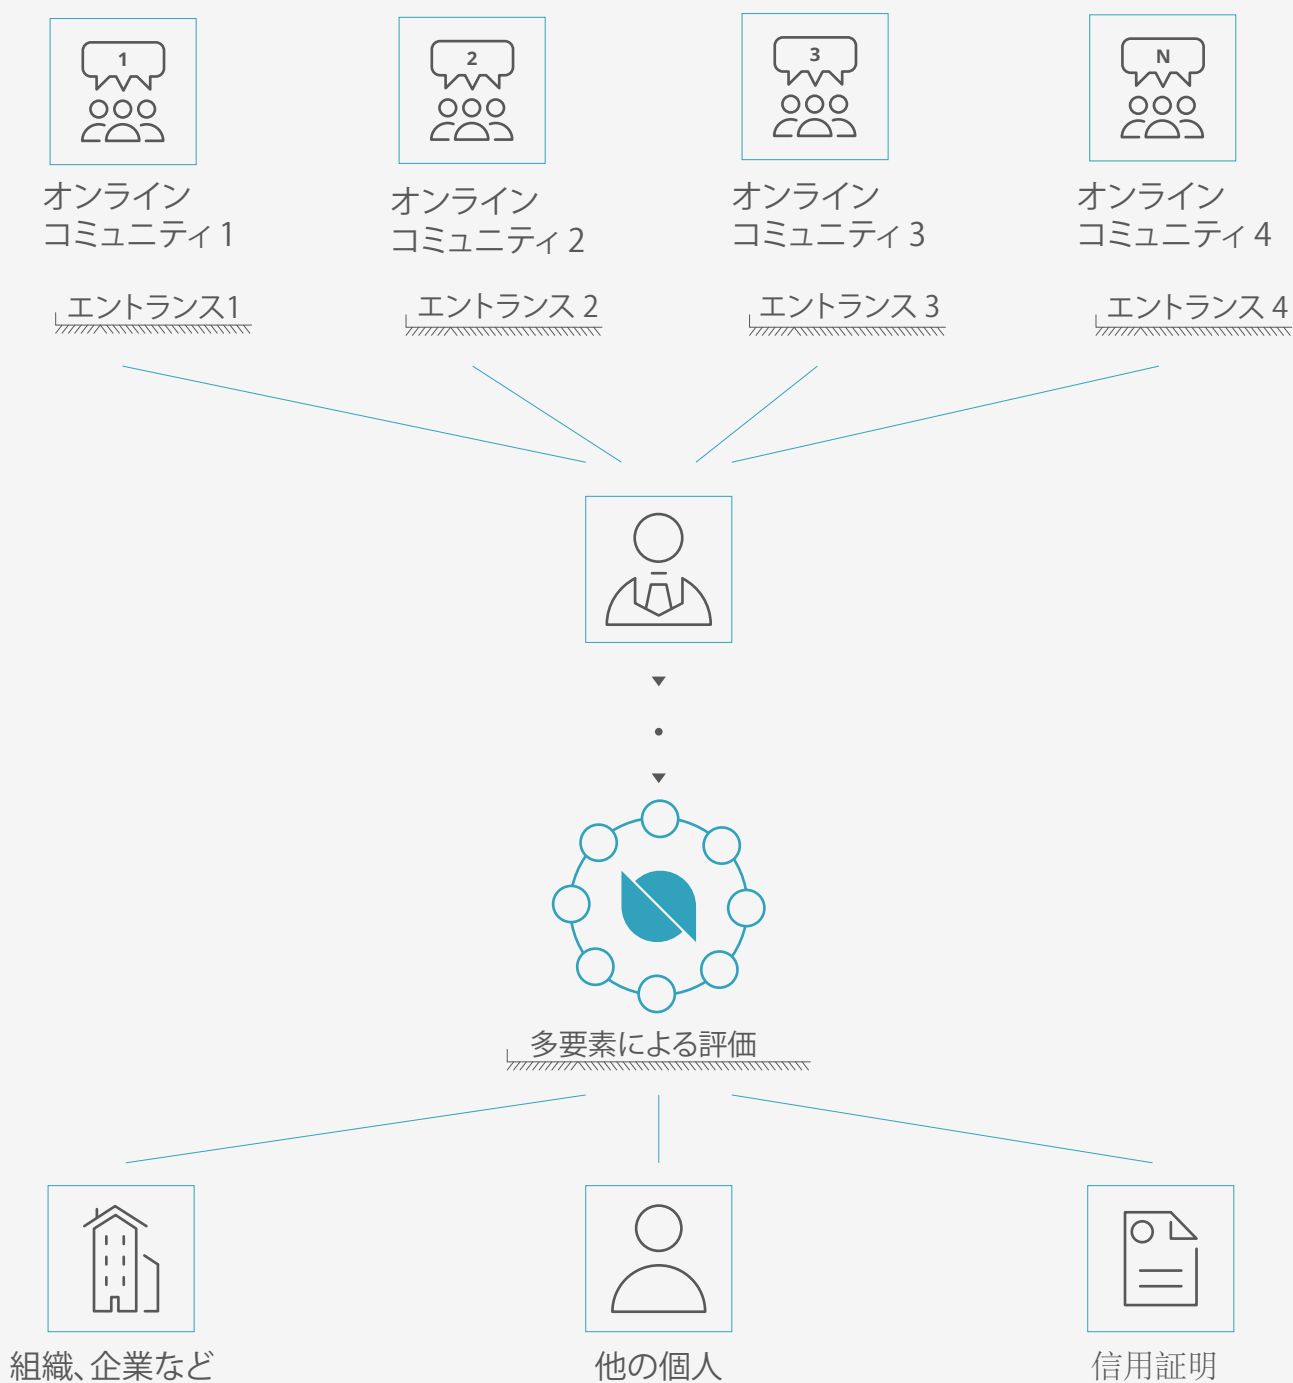 1
2
3
N
オンライン
コミュニティ 1
オンライン
コミュニティ 2
オンライン
コミュニティ 3
オンライン
コミュニティ 4
エントランス1
エントランス 2
エントランス 3
エントランス 4
多要素による評価
組織、企業など
他の個人
信用証明